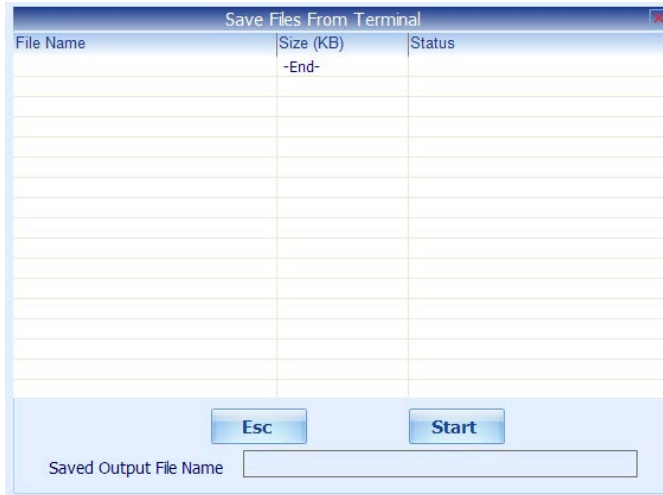 Save Files From Terminal
File Name Size (KB) Status
-End-
Esc Start
Saved Output File Name